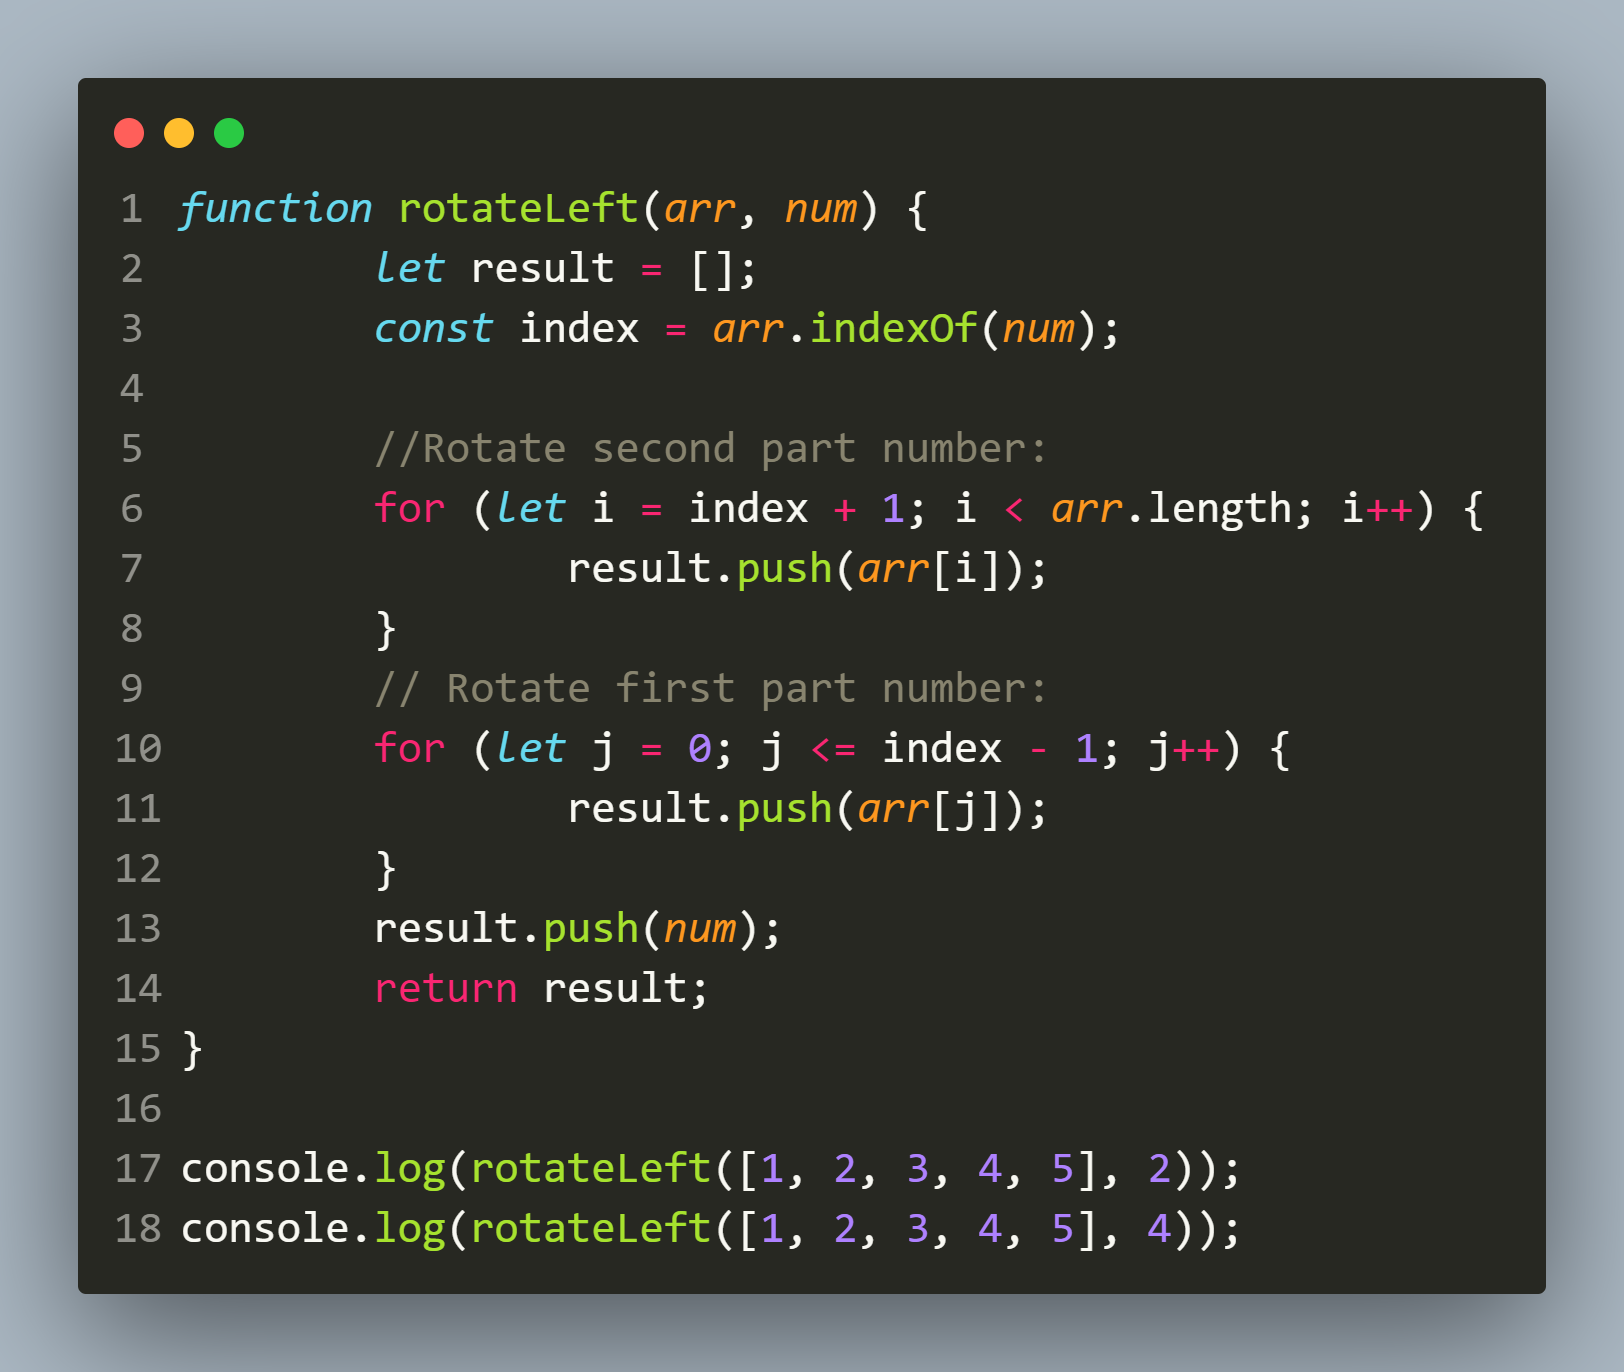 1 function rotateLeft(arr, num) {
2         let result = [];
3         const index = arr.indexOf(num);
4
5         //Rotate second part number:
6         for (let i = index + 1; i < arr.length; i++) {
7                 result.push(arr[i]);
8         }
9         // Rotate first part number:
10         for (let j = 0; j <= index - 1; j++) {
11                 result.push(arr[j]);
12         }
13         result.push(num);
14         return result;
15 }
16
17 console.log(rotateLeft([1, 2, 3, 4, 5], 2));
18 console.log(rotateLeft([1, 2, 3, 4, 5], 4));